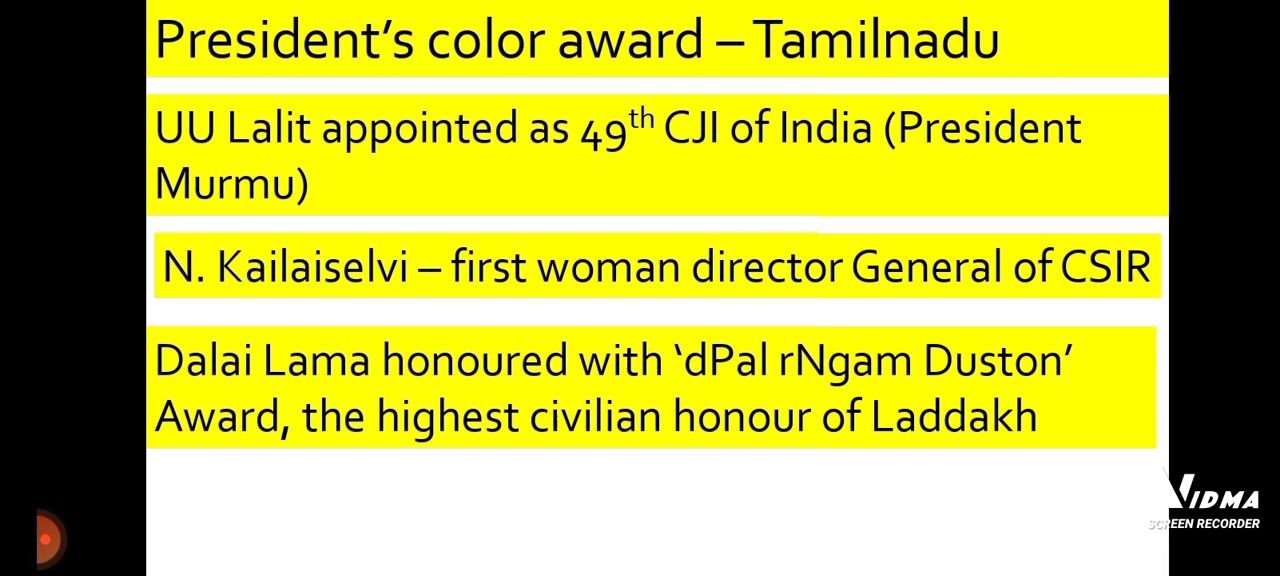 President’s color award – Tamilnadu
UU Lalit appointed as 49th CJI of India (President
Murmu)
N. Kailaiselvi – first woman director General of CSIR
Dalai Lama honoured with ‘dPal rNgam Duston’
Award, the highest civilian honour of Laddakh
VIDMA
SCREEN RECORDER